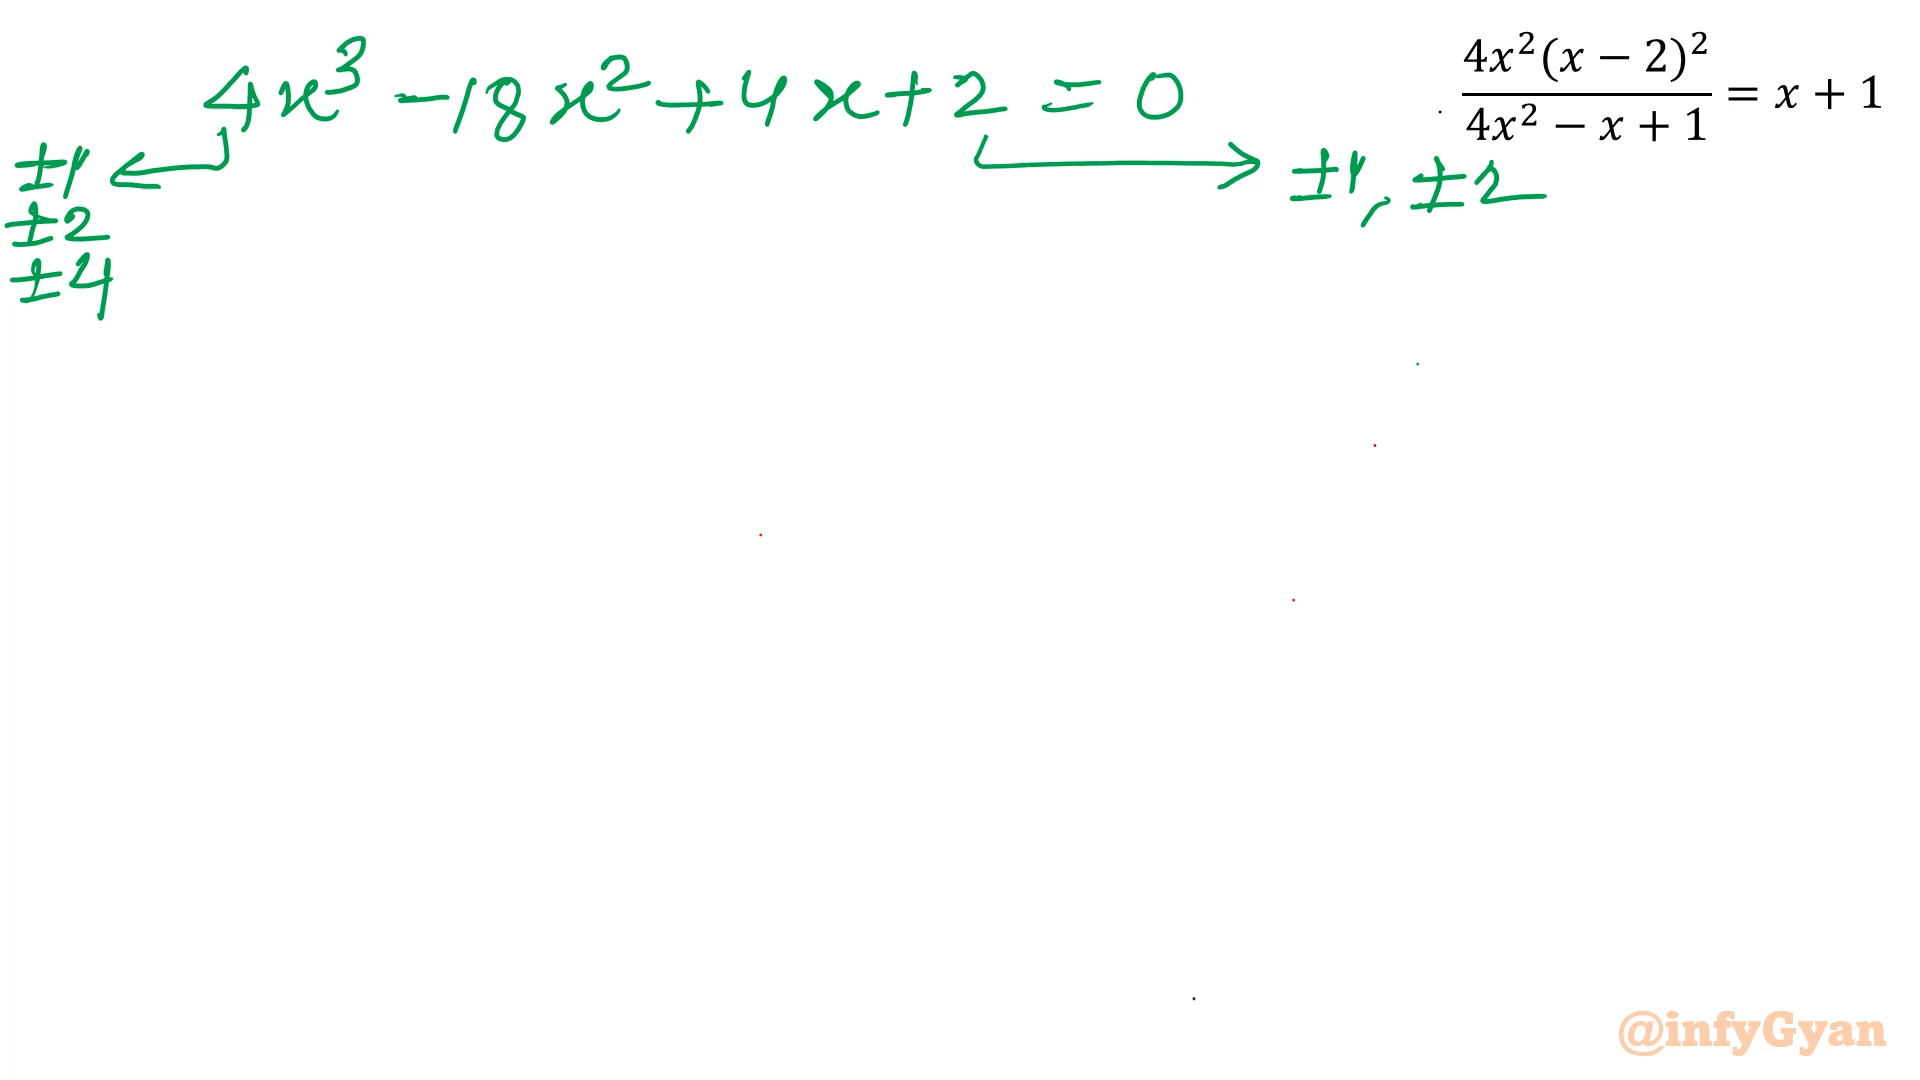 4x³ - 18x² + 4x + 2 = 0
4x²(x − 2)²
4x² − x + 1
= x + 1
±1
±2
±4
±1, ±2
@infyGyan